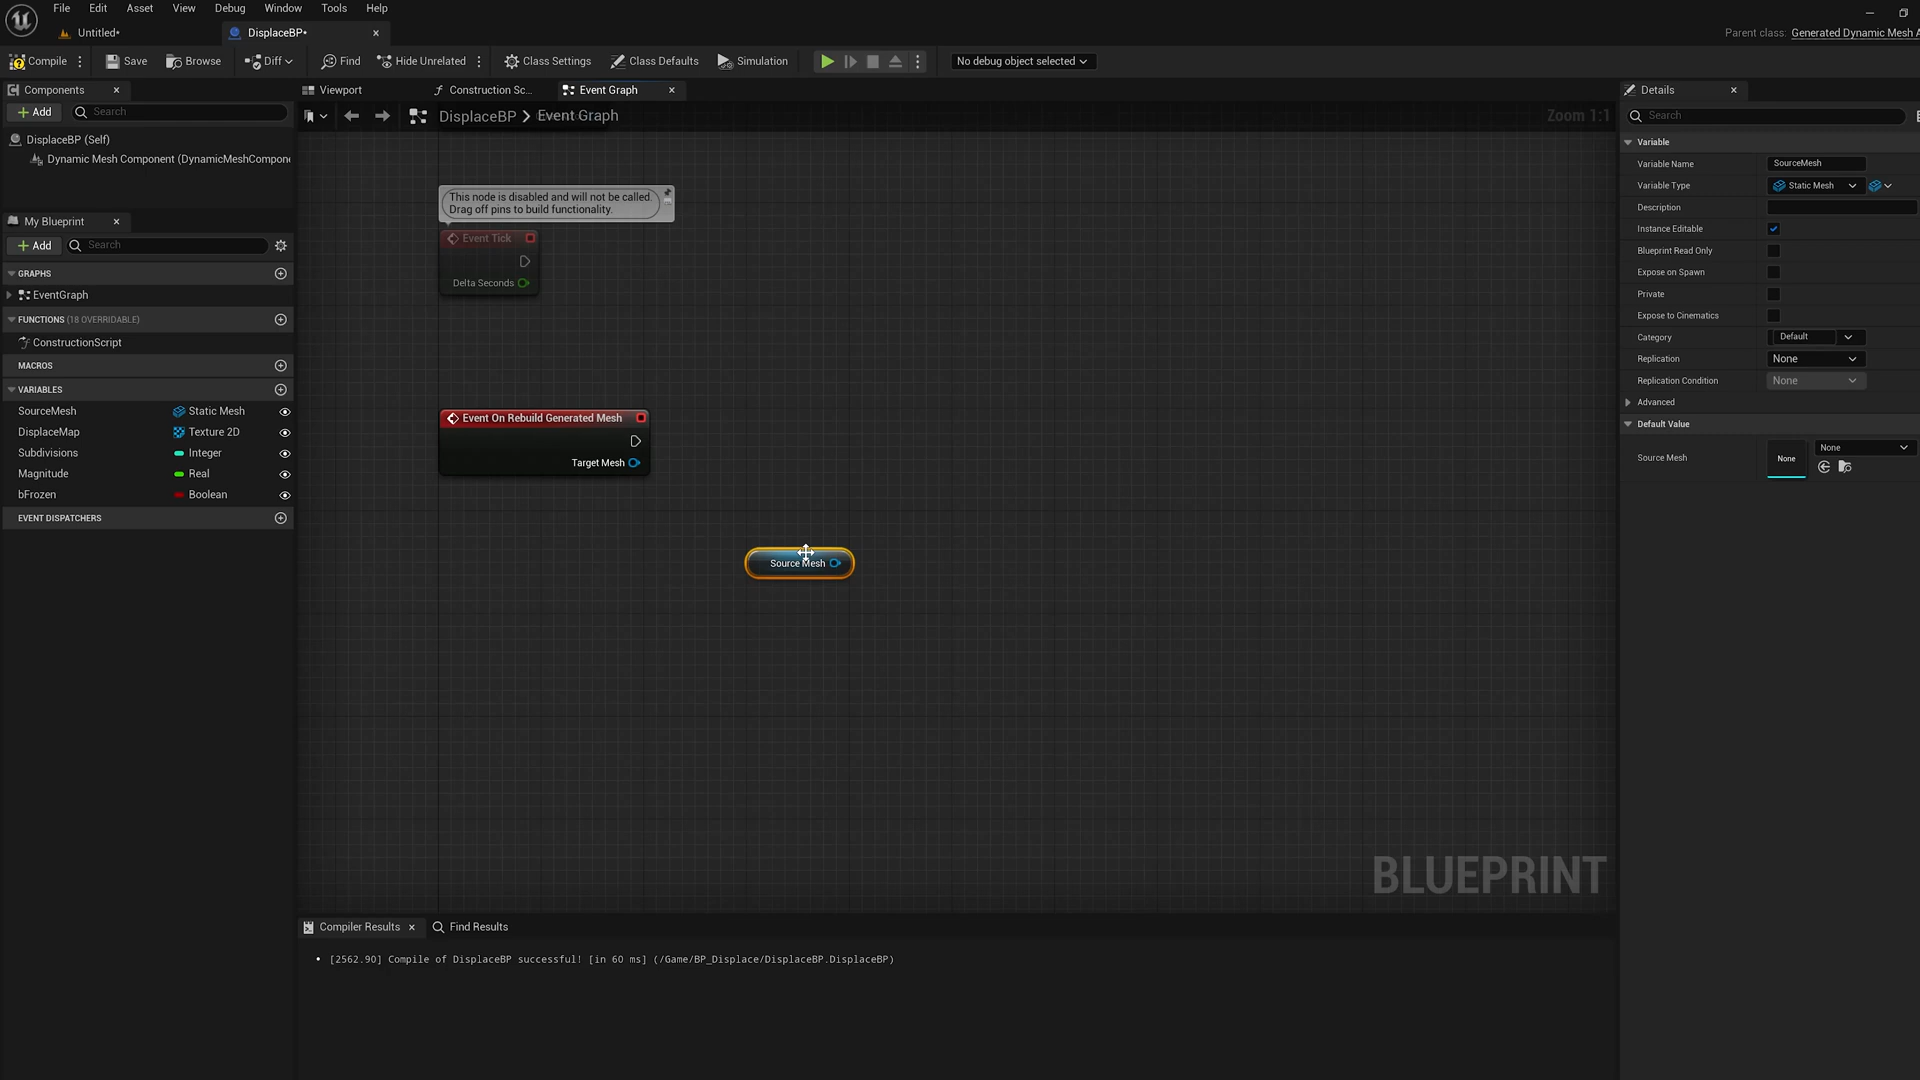 File Edit Asset View Debug Window Tools Help
Untitled* DisplaceBP*
Parent class: Generated Dynamic Mesh A
Compile Save Browse Diff Find Hide Unrelated Class Settings Class Defaults Simulation No debug object selected
Components
Add Search
DisplaceBP (Self)
Dynamic Mesh Component (DynamicMeshCompone
My Blueprint
Add Search
GRAPHS
EventGraph
FUNCTIONS (18 OVERRIDABLE)
ConstructionScript
MACROS
VARIABLES
SourceMesh Static Mesh
DisplaceMap Texture 2D
Subdivisions Integer
Magnitude Real
bFrozen Boolean
EVENT DISPATCHERS
Viewport Construction Sc... Event Graph
DisplaceBP > Event Graph Zoom 1:1
This node is disabled and will not be called.
Drag off pins to build functionality.
Event Tick
Delta Seconds
Event On Rebuild Generated Mesh
Target Mesh
Source Mesh
BLUEPRINT
Compiler Results Find Results
• [2562.90] Compile of DisplaceBP successful! [in 60 ms] (/Game/BP_Displace/DisplaceBP.DisplaceBP)
Details
Search
Variable
Variable Name SourceMesh
Variable Type Static Mesh
Description
Instance Editable
Blueprint Read Only
Expose on Spawn
Private
Expose to Cinematics
Category Default
Replication None
Replication Condition None
Advanced
Default Value
Source Mesh None None